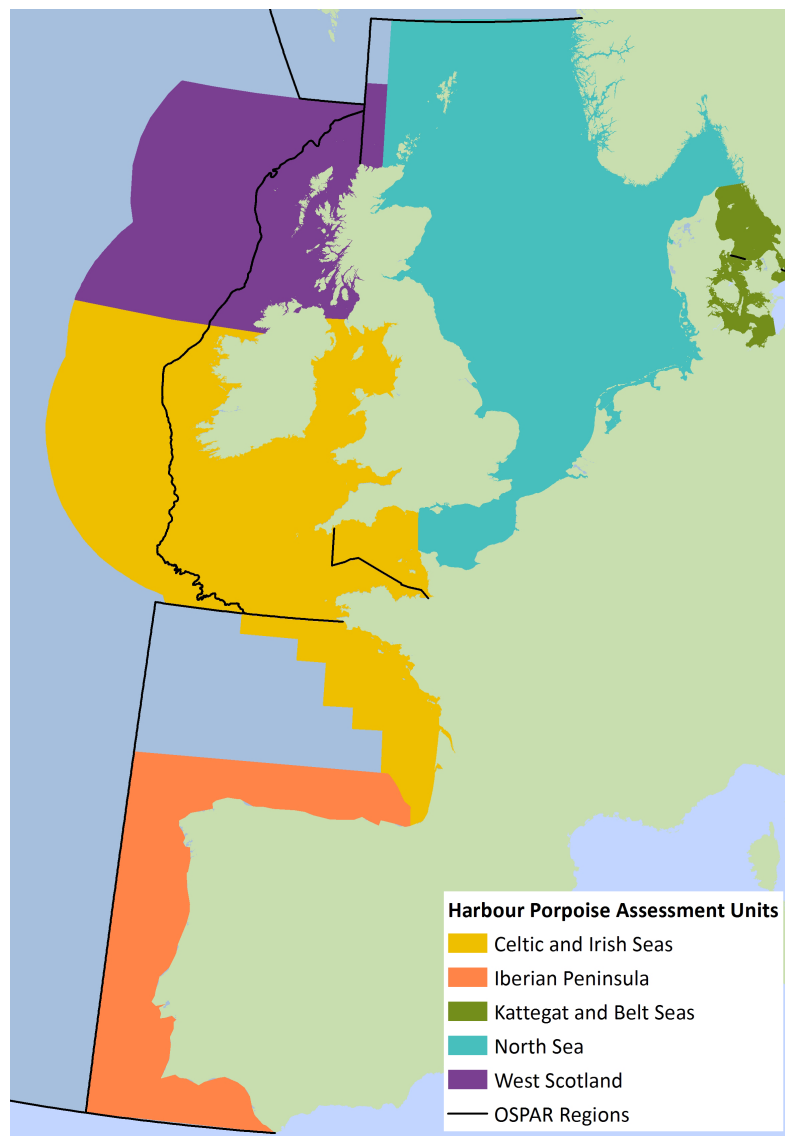 Harbour Porpoise Assessment Units
Celtic and Irish Seas
Iberian Peninsula
Kattegat and Belt Seas
North Sea
West Scotland
OSPAR Regions